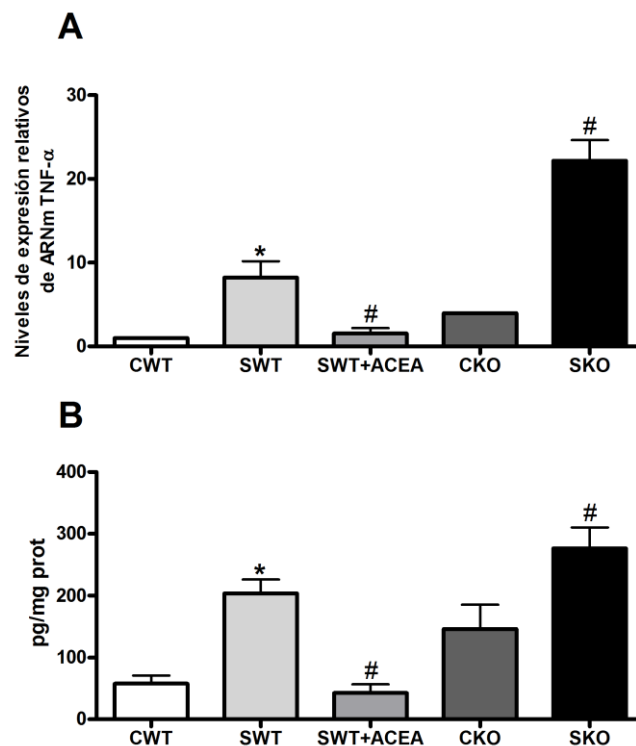 A
Niveles de expresión relativos
de ARNm TNF-α
30
20
10
0
*
#
#
CWT SWT SWT+ACEA CKO SKO
B
pg/mg prot
400
300
200
100
0
*
#
#
CWT SWT SWT+ACEA CKO SKO